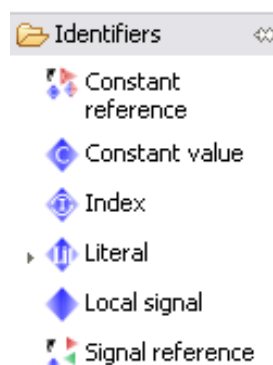 Identifiers
Constant
reference
Constant value
Index
Literal
Local signal
Signal reference